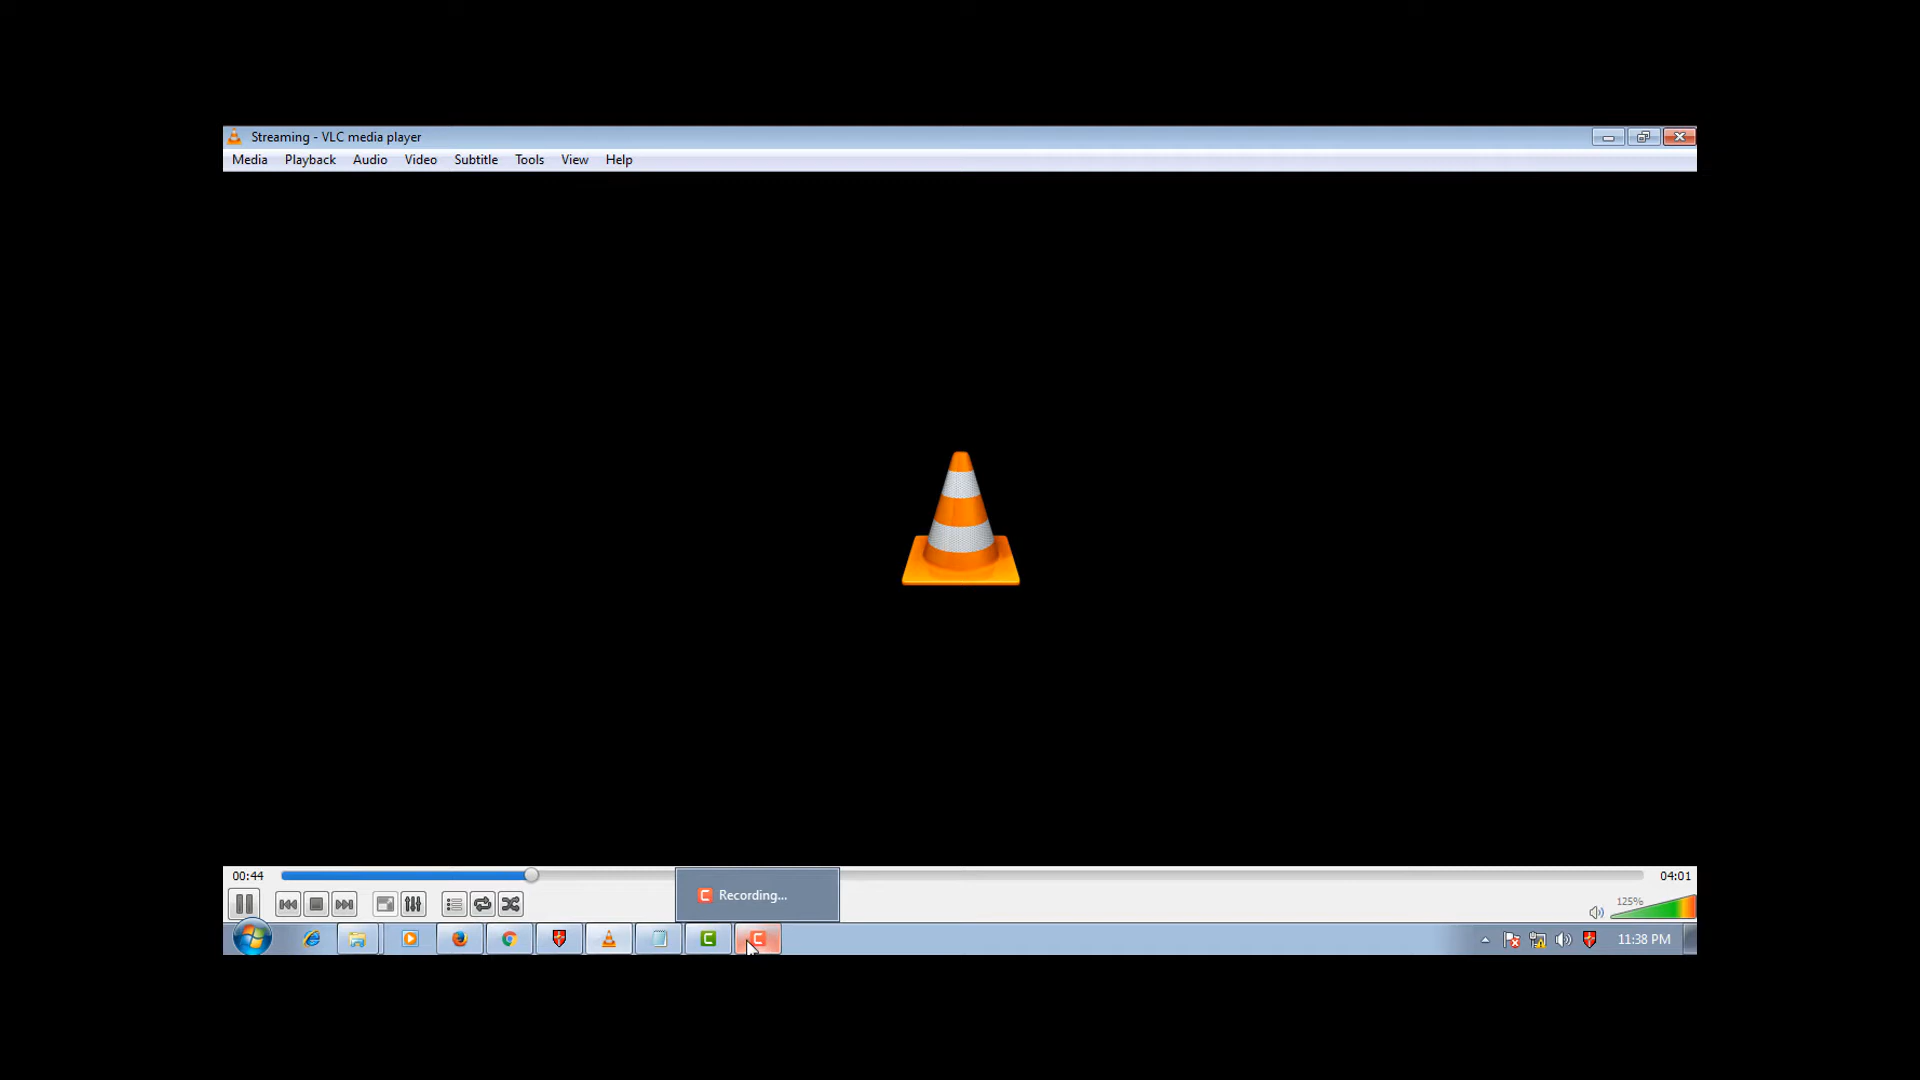 Streaming - VLC media player
Media Playback Audio Video Subtitle Tools View Help
00:44
04:01
Recording...
125%
11:38 PM